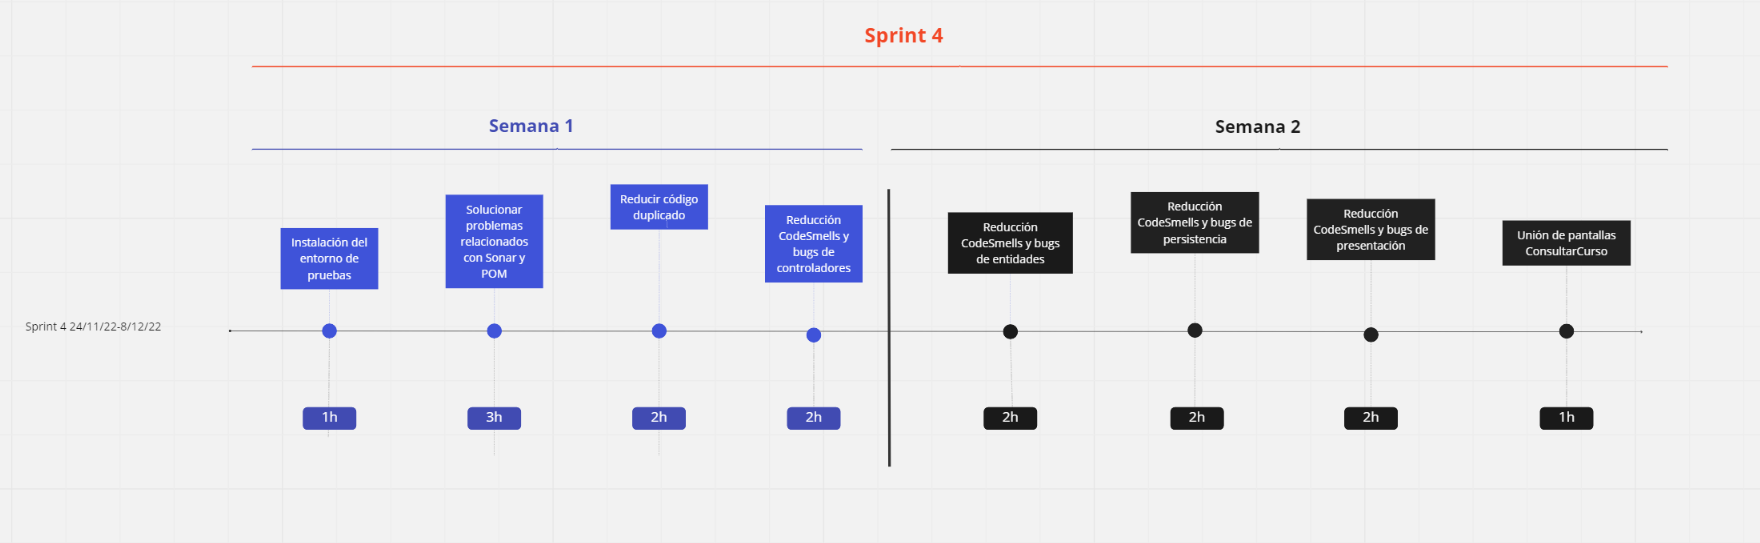 Sprint 4
Semana 1
Semana 2
Instalación del
entorno de
pruebas
Solucionar
problemas
relacionados
con Sonar y
POM
Reducir código
duplicado
Reducción
CodeSmells y
bugs de
controladores
Reducción
CodeSmells y bugs
de entidades
Reducción
CodeSmells y bugs de
persistencia
Reducción
CodeSmells y bugs de
presentación
Unión de pantallas
ConsultarCurso
Sprint 4 24/11/22-8/12/22
1h
3h
2h
2h
2h
2h
2h
1h